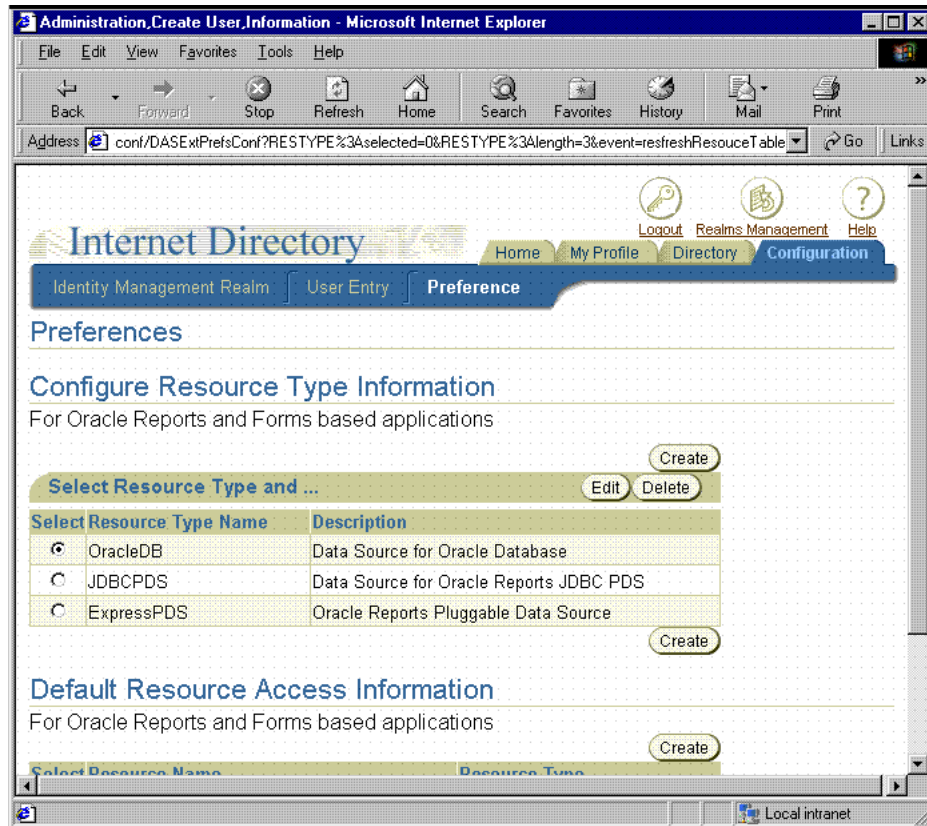 Administration,Create User,Information - Microsoft Internet Explorer
File Edit View Favorites Tools Help
Back Forward Stop Refresh Home Search Favorites History Mail Print »
Address conf/DASExtPrefsConf?RESTYPE%3Aselected=0&RESTYPE%3Alength=3&event=resfreshResouceTable Go Links
Logout Realms Management Help
Internet Directory
Home My Profile Directory Configuration
Identity Management Realm User Entry Preference
Preferences
Configure Resource Type Information
For Oracle Reports and Forms based applications
Create
Select Resource Type and ... Edit Delete
Select Resource Type Name Description
OracleDB Data Source for Oracle Database
JDBCPDS Data Source for Oracle Reports JDBC PDS
ExpressPDS Oracle Reports Pluggable Data Source
Create
Default Resource Access Information
For Oracle Reports and Forms based applications
Create
Select Resource Name Resource Type
Local intranet